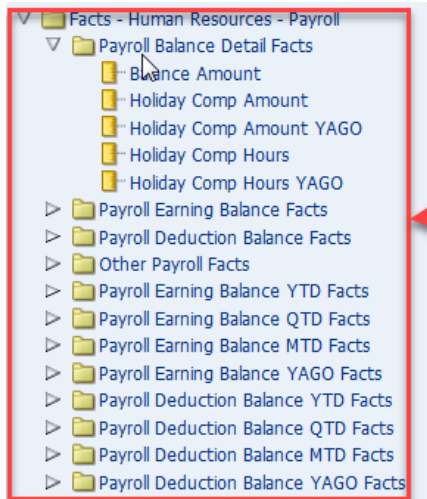 Facts - Human Resources - Payroll
Payroll Balance Detail Facts
Balance Amount
Holiday Comp Amount
Holiday Comp Amount YAGO
Holiday Comp Hours
Holiday Comp Hours YAGO
Payroll Earning Balance Facts
Payroll Deduction Balance Facts
Other Payroll Facts
Payroll Earning Balance YTD Facts
Payroll Earning Balance QTD Facts
Payroll Earning Balance MTD Facts
Payroll Earning Balance YAGO Facts
Payroll Deduction Balance YTD Facts
Payroll Deduction Balance QTD Facts
Payroll Deduction Balance MTD Facts
Payroll Deduction Balance YAGO Facts